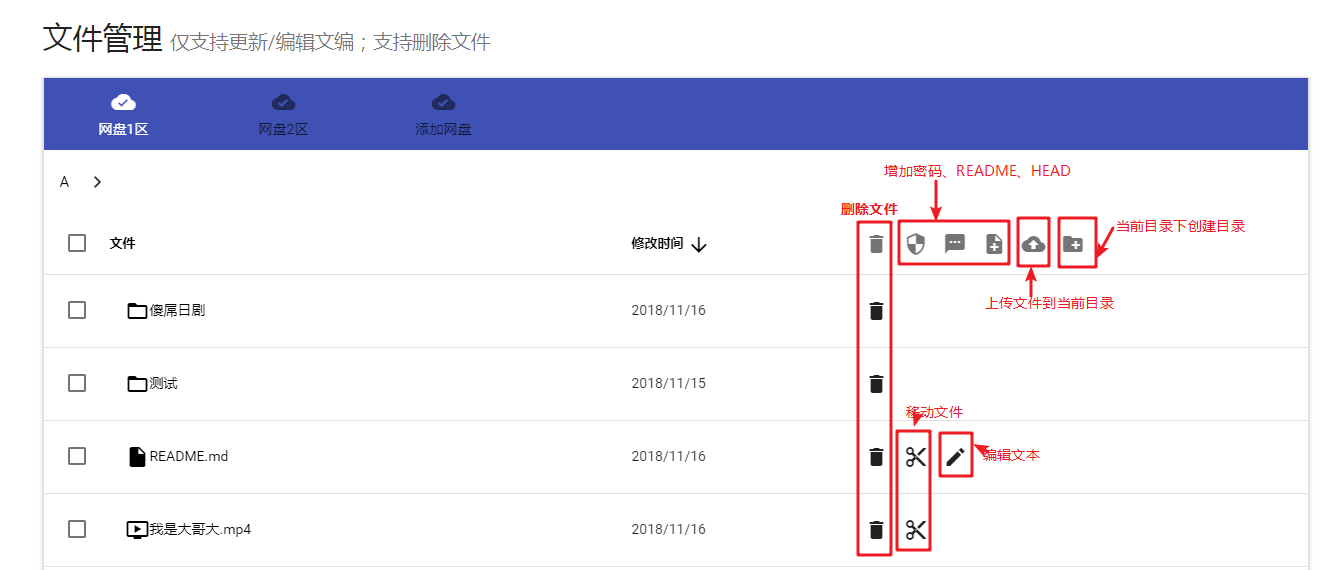 文件管理 仅支持更新/编辑文编；支持删除文件
网盘1区 网盘2区 添加网盘
A
增加密码、README、HEAD
删除文件
当前目录下创建目录
文件 修改时间
上传文件到当前目录
傻屌日剧 2018/11/16
测试 2018/11/15
移动文件
README.md 2018/11/16
编辑文本
我是大哥大.mp4 2018/11/16